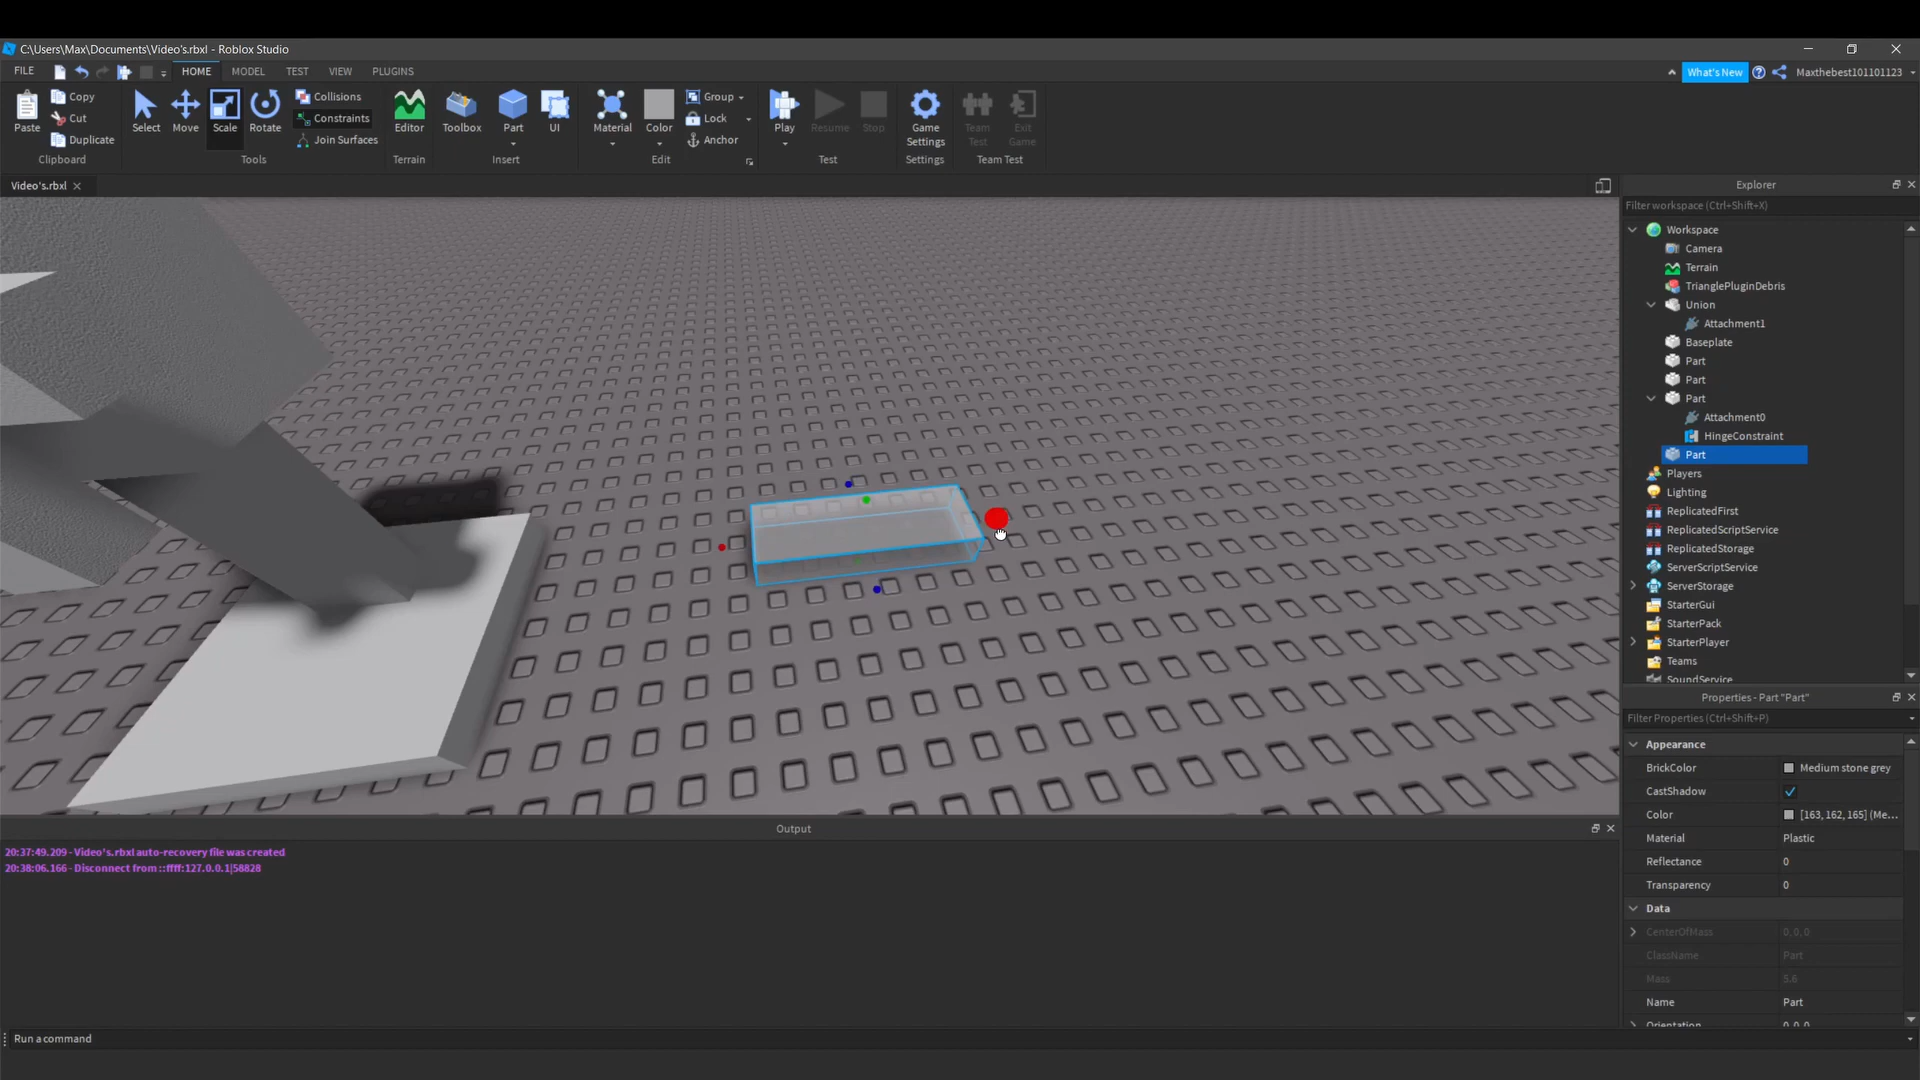 C:\Users\Max\Documents\Video's.rbxl - Roblox Studio
FILE
HOME
MODEL
TEST
VIEW
PLUGINS
What's New
Maxthebest101101123
Paste
Copy
Cut
Duplicate
Clipboard
Select
Move
Scale
Rotate
Collisions
Constraints
Join Surfaces
Tools
Editor
Terrain
Toolbox
Part
UI
Insert
Material
Color
Group
Lock
Anchor
Edit
Play
Resume
Stop
Test
Game Settings
Settings
Team Test
Exit Game
Team Test
Video's.rbxl
Explorer
Filter workspace (Ctrl+Shift+X)
Workspace
Camera
Terrain
TrianglePluginDebris
Union
Attachment1
Baseplate
Part
Part
Part
Attachment0
HingeConstraint
Part
Players
Lighting
ReplicatedFirst
ReplicatedScriptService
ReplicatedStorage
ServerScriptService
ServerStorage
StarterGui
StarterPack
StarterPlayer
Teams
SoundService
Properties - Part "Part"
Filter Properties (Ctrl+Shift+P)
Appearance
BrickColor Medium stone grey
CastShadow
Color [163, 162, 165] (Me...
Material Plastic
Reflectance 0
Transparency 0
Data
CenterOfMass 0, 0, 0
ClassName Part
Mass 5.6
Name Part
Orientation 0, 0, 0
Output
20:37:49.209 - Video's.rbxl auto-recovery file was created
20:38:06.166 - Disconnect from ::ffff:127.0.0.1|58828
Run a command